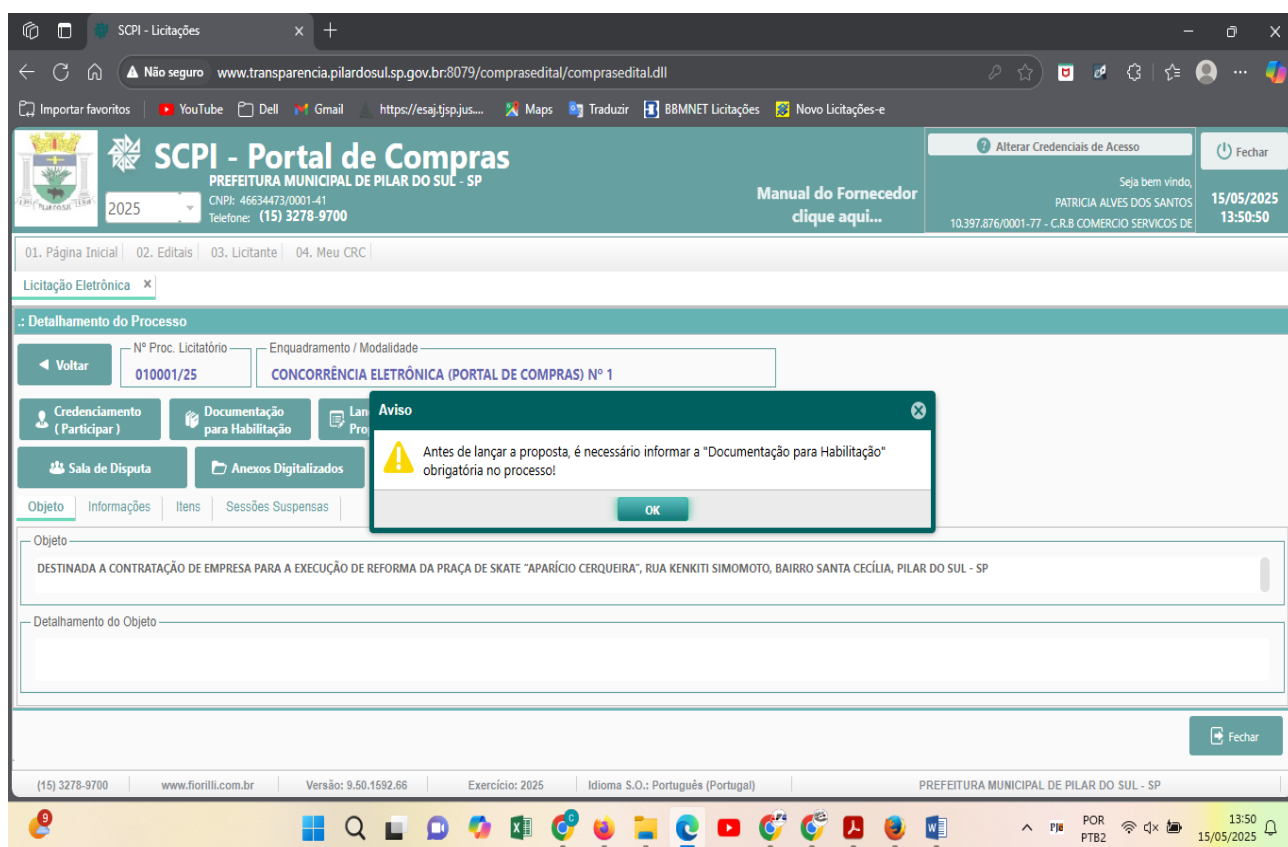 SCPI - Licitações
Não seguro www.transparencia.pilardosul.sp.gov.br:8079/comprasedital/comprasedital.dll
Importar favoritos YouTube Dell Gmail https://esaj.tjsp.jus.... Maps Traduzir BBMNET Licitações Novo Licitações-e
SCPI - Portal de Compras
PREFEITURA MUNICIPAL DE PILAR DO SUL - SP
CNPJ: 46634473/0001-41
Telefone: (15) 3278-9700
2025
Manual do Fornecedor
clique aqui...
Alterar Credenciais de Acesso
Seja bem vindo,
PATRICIA ALVES DOS SANTOS
10.397.876/0001-77 - C.R.B COMERCIO SERVICOS DE
Fechar
15/05/2025
13:50:50
01. Página Inicial 02. Editais 03. Licitante 04. Meu CRC
Licitação Eletrônica
.: Detalhamento do Processo
Voltar
Nº Proc. Licitatório
010001/25
Enquadramento / Modalidade
CONCORRÊNCIA ELETRÔNICA (PORTAL DE COMPRAS) Nº 1
Credenciamento
( Participar )
Documentação
para Habilitação
Lan
Pro
Sala de Disputa
Anexos Digitalizados
Aviso
Antes de lançar a proposta, é necessário informar a "Documentação para Habilitação"
obrigatória no processo!
OK
Objeto Informações Itens Sessões Suspensas
Objeto
DESTINADA A CONTRATAÇÃO DE EMPRESA PARA A EXECUÇÃO DE REFORMA DA PRAÇA DE SKATE "APARÍCIO CERQUEIRA", RUA KENKITI SIMOMOTO, BAIRRO SANTA CECÍLIA, PILAR DO SUL - SP
Detalhamento do Objeto
Fechar
(15) 3278-9700 www.fiorilli.com.br Versão: 9.50.1592.66 Exercício: 2025 Idioma S.O.: Português (Portugal) PREFEITURA MUNICIPAL DE PILAR DO SUL - SP
9
PJe
POR
PTB2
13:50
15/05/2025